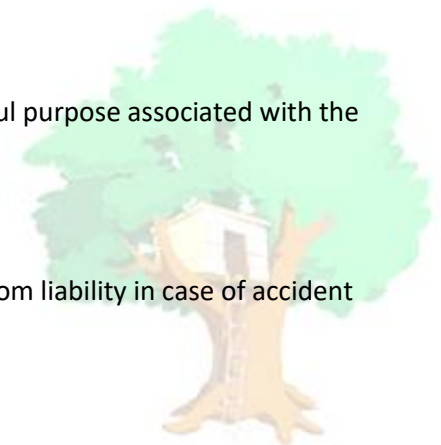 ul purpose associated with the
om liability in case of accident